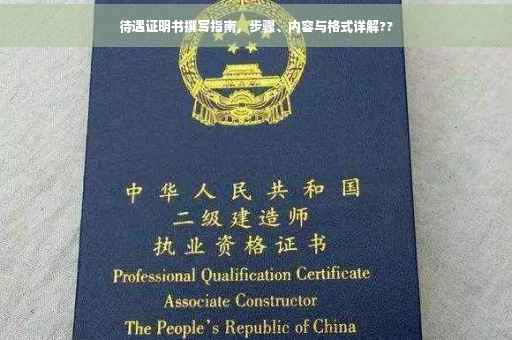 待遇证明书撰写指南，步骤、内容与格式详解??
中华人民共和国
二级建造师
执业资格证书
Professional Qualification Certificate
Associate Constructor
The People's Republic of China